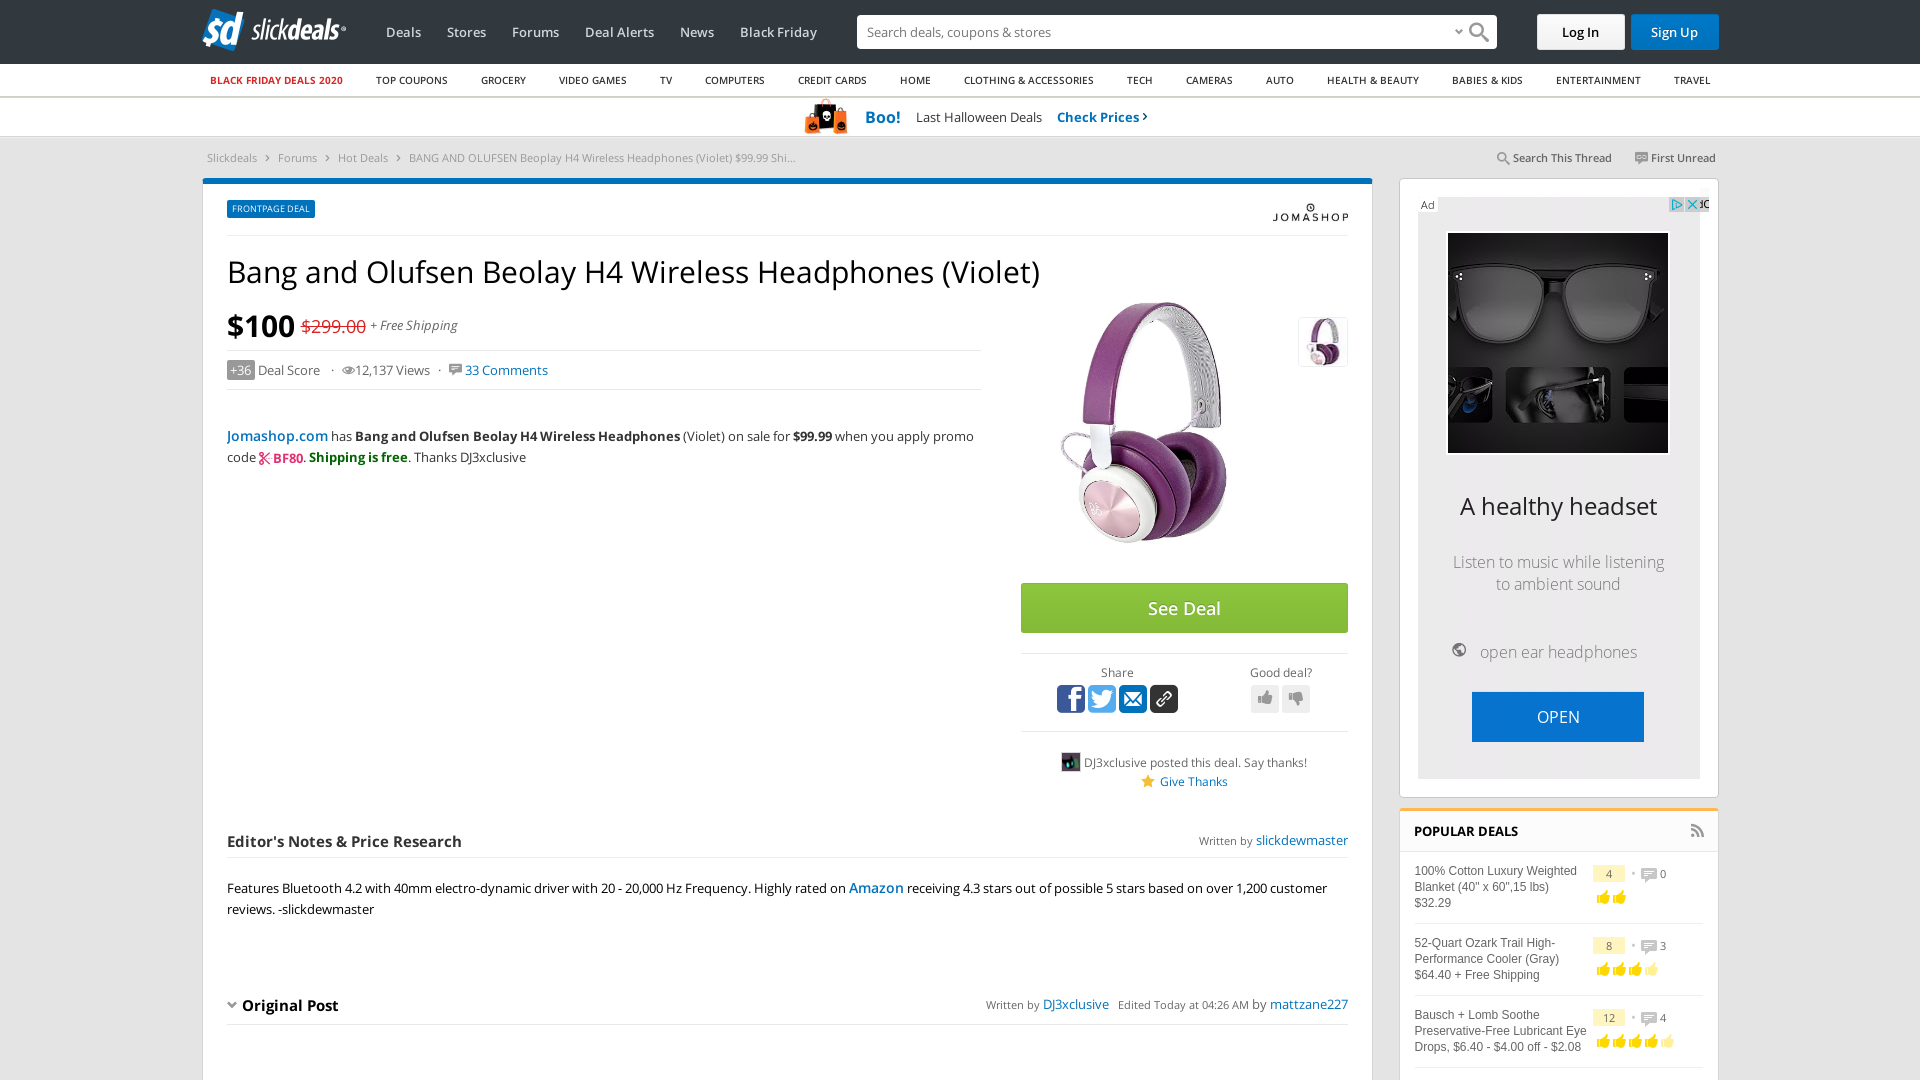 slickdeals
Deals Stores Forums Deal Alerts News Black Friday
Search deals, coupons & stores
Log In Sign Up
BLACK FRIDAY DEALS 2020 TOP COUPONS GROCERY VIDEO GAMES TV COMPUTERS CREDIT CARDS HOME CLOTHING & ACCESSORIES TECH CAMERAS AUTO HEALTH & BEAUTY BABIES & KIDS ENTERTAINMENT TRAVEL
Boo! Last Halloween Deals Check Prices
Slickdeals Forums Hot Deals BANG AND OLUFSEN Beoplay H4 Wireless Headphones (Violet) $99.99 Shi...
Search This Thread First Unread
FRONTPAGE DEAL
JOMASHOP
Bang and Olufsen Beolay H4 Wireless Headphones (Violet)
$100 $299.00 + Free Shipping
+36 Deal Score · 12,137 Views · 33 Comments
Jomashop.com has Bang and Olufsen Beolay H4 Wireless Headphones (Violet) on sale for $99.99 when you apply promo
code BF80. Shipping is free. Thanks DJ3xclusive
See Deal
Share Good deal?
DJ3xclusive posted this deal. Say thanks!
Give Thanks
Editor's Notes & Price Research
Written by slickdewmaster
Features Bluetooth 4.2 with 40mm electro-dynamic driver with 20 - 20,000 Hz Frequency. Highly rated on Amazon receiving 4.3 stars out of possible 5 stars based on over 1,200 customer
reviews. -slickdewmaster
Original Post
Written by DJ3xclusive Edited Today at 04:26 AM by mattzane227
Ad
A healthy headset
Listen to music while listening
to ambient sound
open ear headphones
OPEN
POPULAR DEALS
100% Cotton Luxury Weighted
Blanket (40" x 60",15 lbs)
$32.29
4 • 0
52-Quart Ozark Trail High-
Performance Cooler (Gray)
$64.40 + Free Shipping
8 • 3
Bausch + Lomb Soothe
Preservative-Free Lubricant Eye
Drops, $6.40 - $4.00 off - $2.08
12 • 4